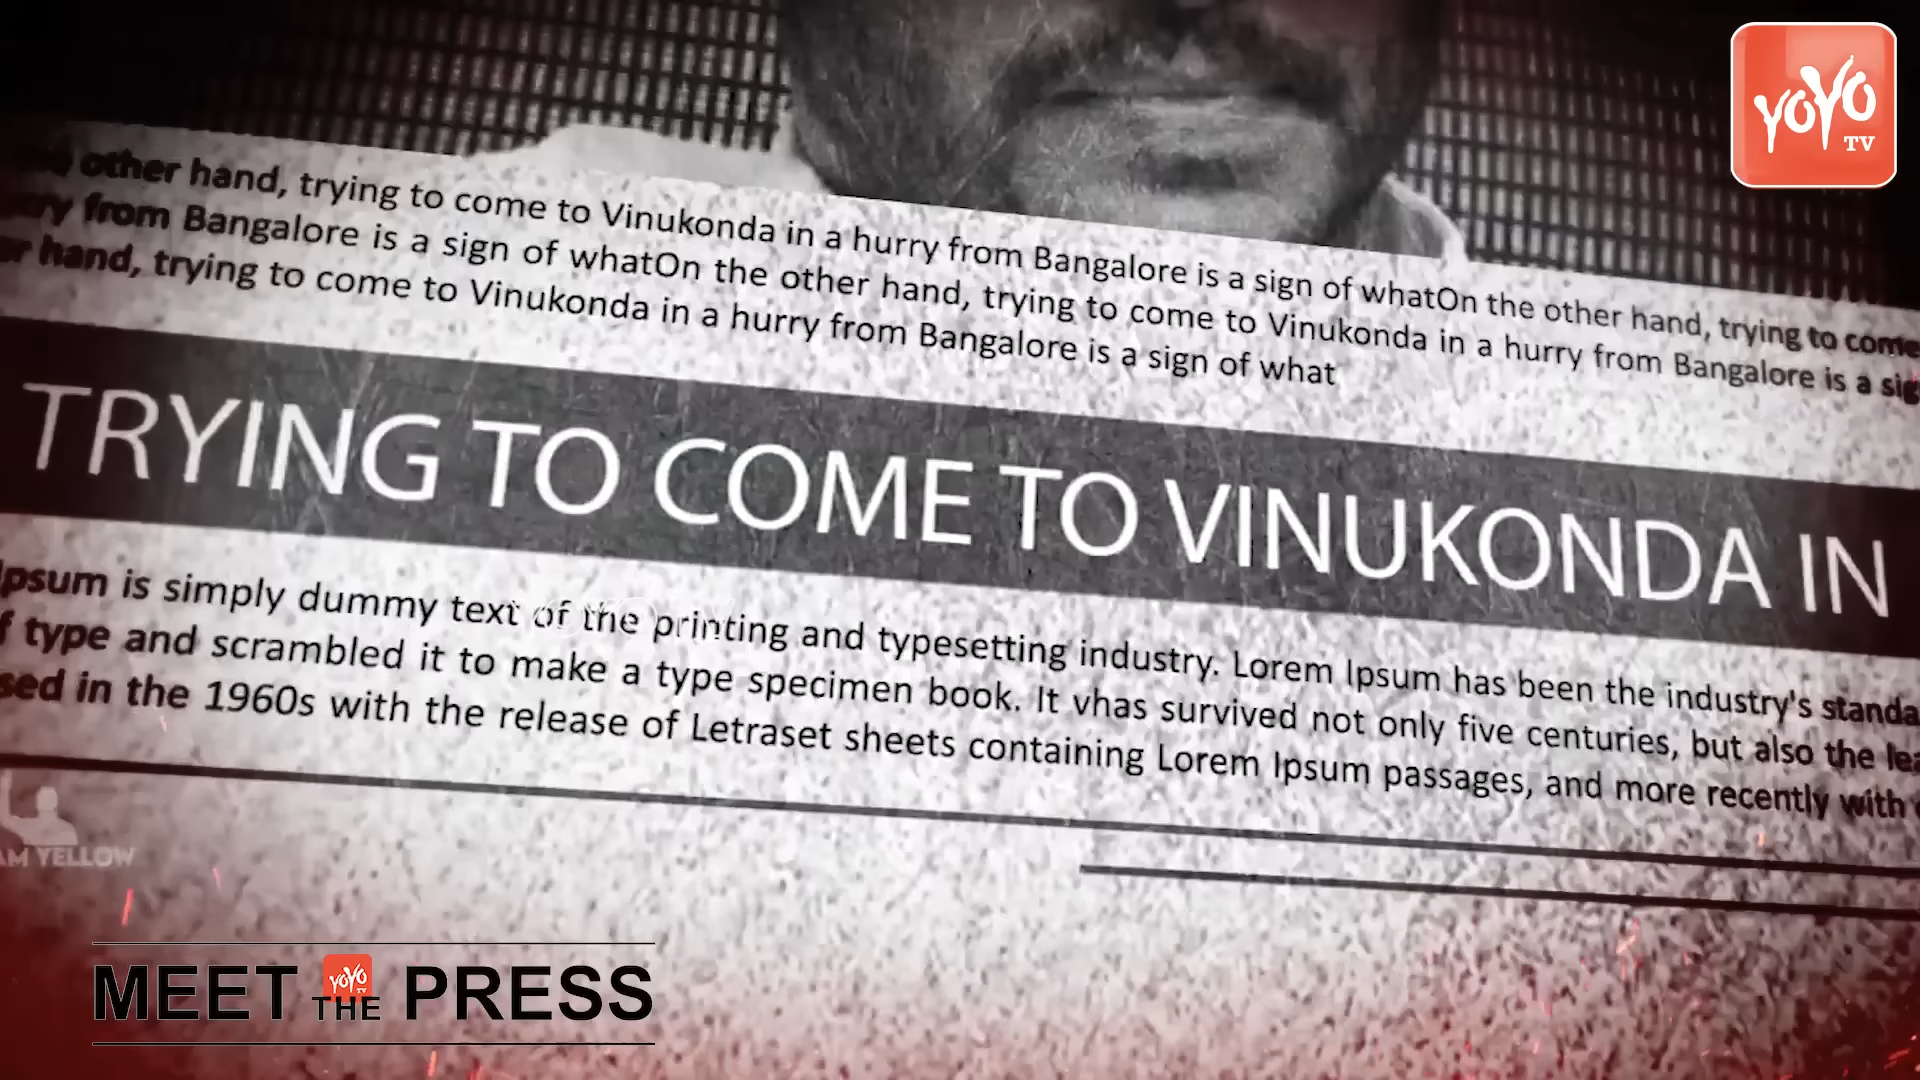 YOYO
TV
other hand, trying to come to Vinukonda in a hurry from Bangalore is a sign of whatOn the other hand, trying to come
from Bangalore is a sign of whatOn the other hand, trying to come to Vinukonda in a hurry from Bangalore is a
hand, trying to come to Vinukonda in a hurry from Bangalore is a sign of what
TRYING TO COME TO VINUKONDA IN
Ipsum is simply dummy text of the printing and typesetting industry. Lorem Ipsum has been the industry's
type and scrambled it to make a type specimen book. It vhas survived not only five centuries, but also the
in the 1960s with the release of Letraset sheets containing Lorem Ipsum passages, and more recently with
AM YELLOW
MEET THE PRESS
YOYO
TV